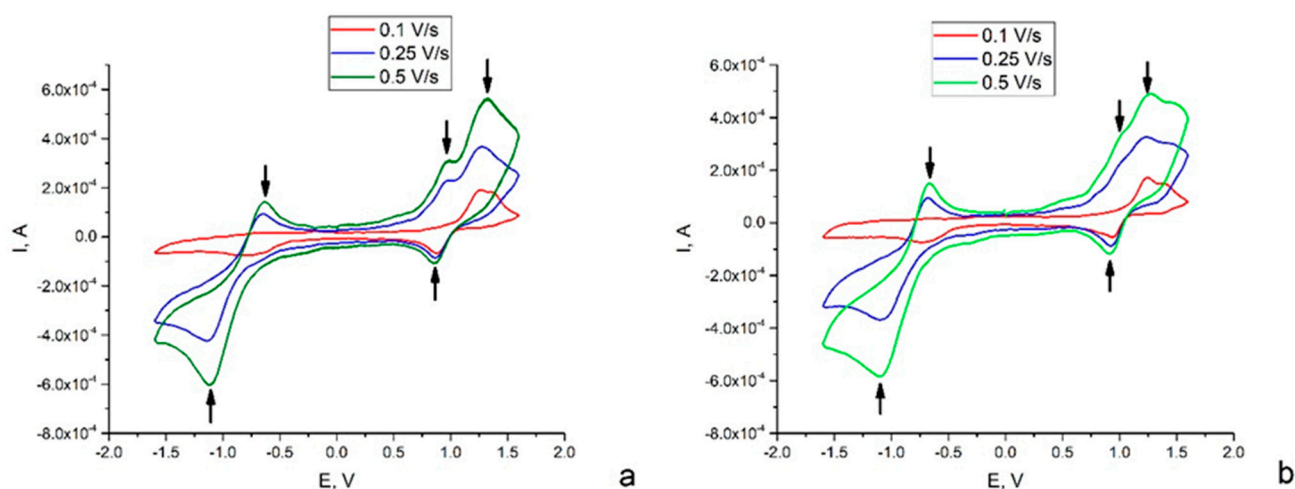 0.1 V/s
0.25 V/s
0.5 V/s
6.0x10⁻⁴
4.0x10⁻⁴
2.0x10⁻⁴
0.0
-2.0x10⁻⁴
-4.0x10⁻⁴
-6.0x10⁻⁴
-8.0x10⁻⁴
I, A
-2.0 -1.5 -1.0 -0.5 0.0 0.5 1.0 1.5 2.0
E, V
a
0.1 V/s
0.25 V/s
0.5 V/s
6.0x10⁻⁴
4.0x10⁻⁴
2.0x10⁻⁴
0.0
-2.0x10⁻⁴
-4.0x10⁻⁴
-6.0x10⁻⁴
-8.0x10⁻⁴
I, A
-2.0 -1.5 -1.0 -0.5 0.0 0.5 1.0 1.5 2.0
E, V
b